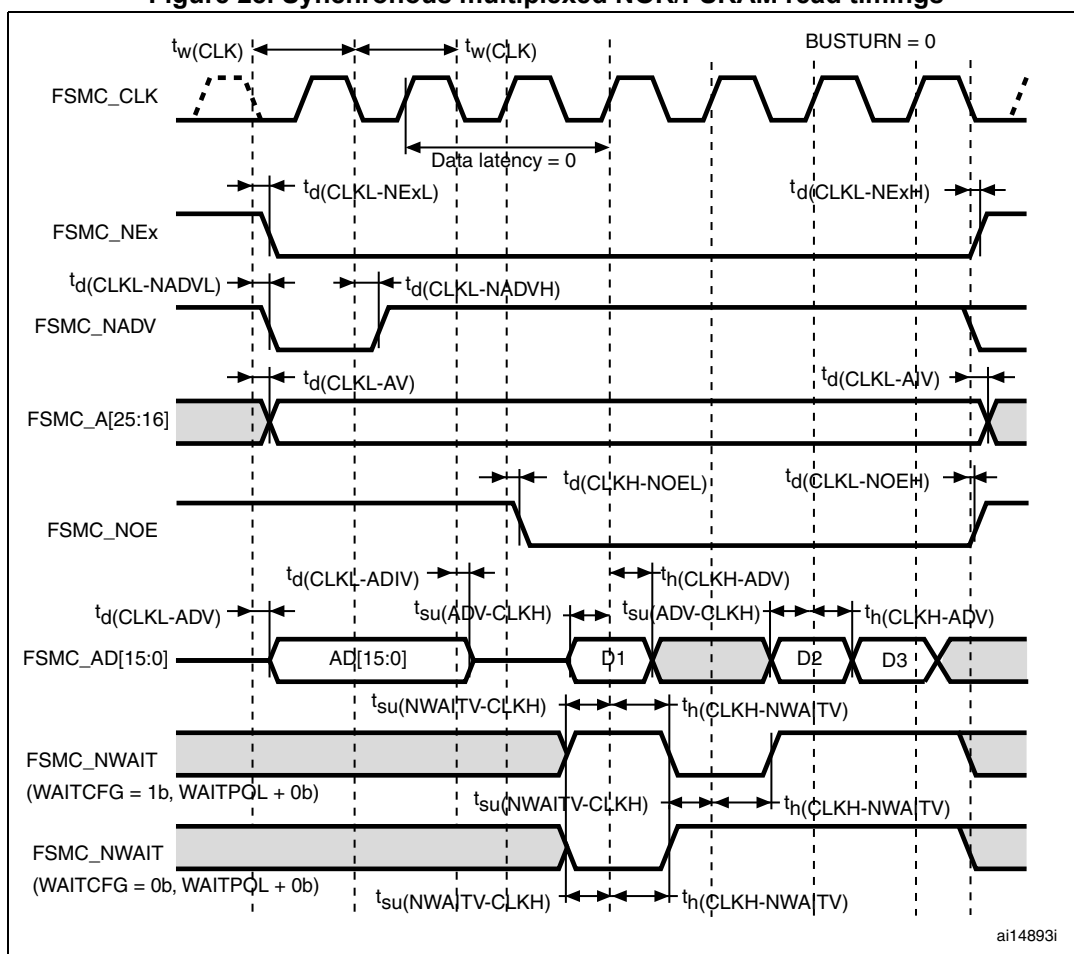 Figure 28. Synchronous multiplexed NOR/PSRAM read timings
BUSTURN = 0
tw(CLK) tw(CLK)
FSMC_CLK
Data latency = 0
td(CLKL-NExL) td(CLKL-NExH)
FSMC_NEx
td(CLKL-NADVL) td(CLKL-NADVH)
FSMC_NADV
td(CLKL-AV) td(CLKL-AIV)
FSMC_A[25:16]
td(CLKH-NOEL) td(CLKL-NOEH)
FSMC_NOE
td(CLKL-ADIV) th(CLKH-ADV)
td(CLKL-ADV) tsu(ADV-CLKH) tsu(ADV-CLKH) th(CLKH-ADV)
FSMC_AD[15:0] AD[15:0] D1 D2 D3
tsu(NWAITV-CLKH) th(CLKH-NWAITV)
FSMC_NWAIT
(WAITCFG = 1b, WAITPOL + 0b)
tsu(NWAITV-CLKH) th(CLKH-NWAITV)
FSMC_NWAIT
(WAITCFG = 0b, WAITPOL + 0b)
tsu(NWAITV-CLKH) th(CLKH-NWAITV)
ai14893i